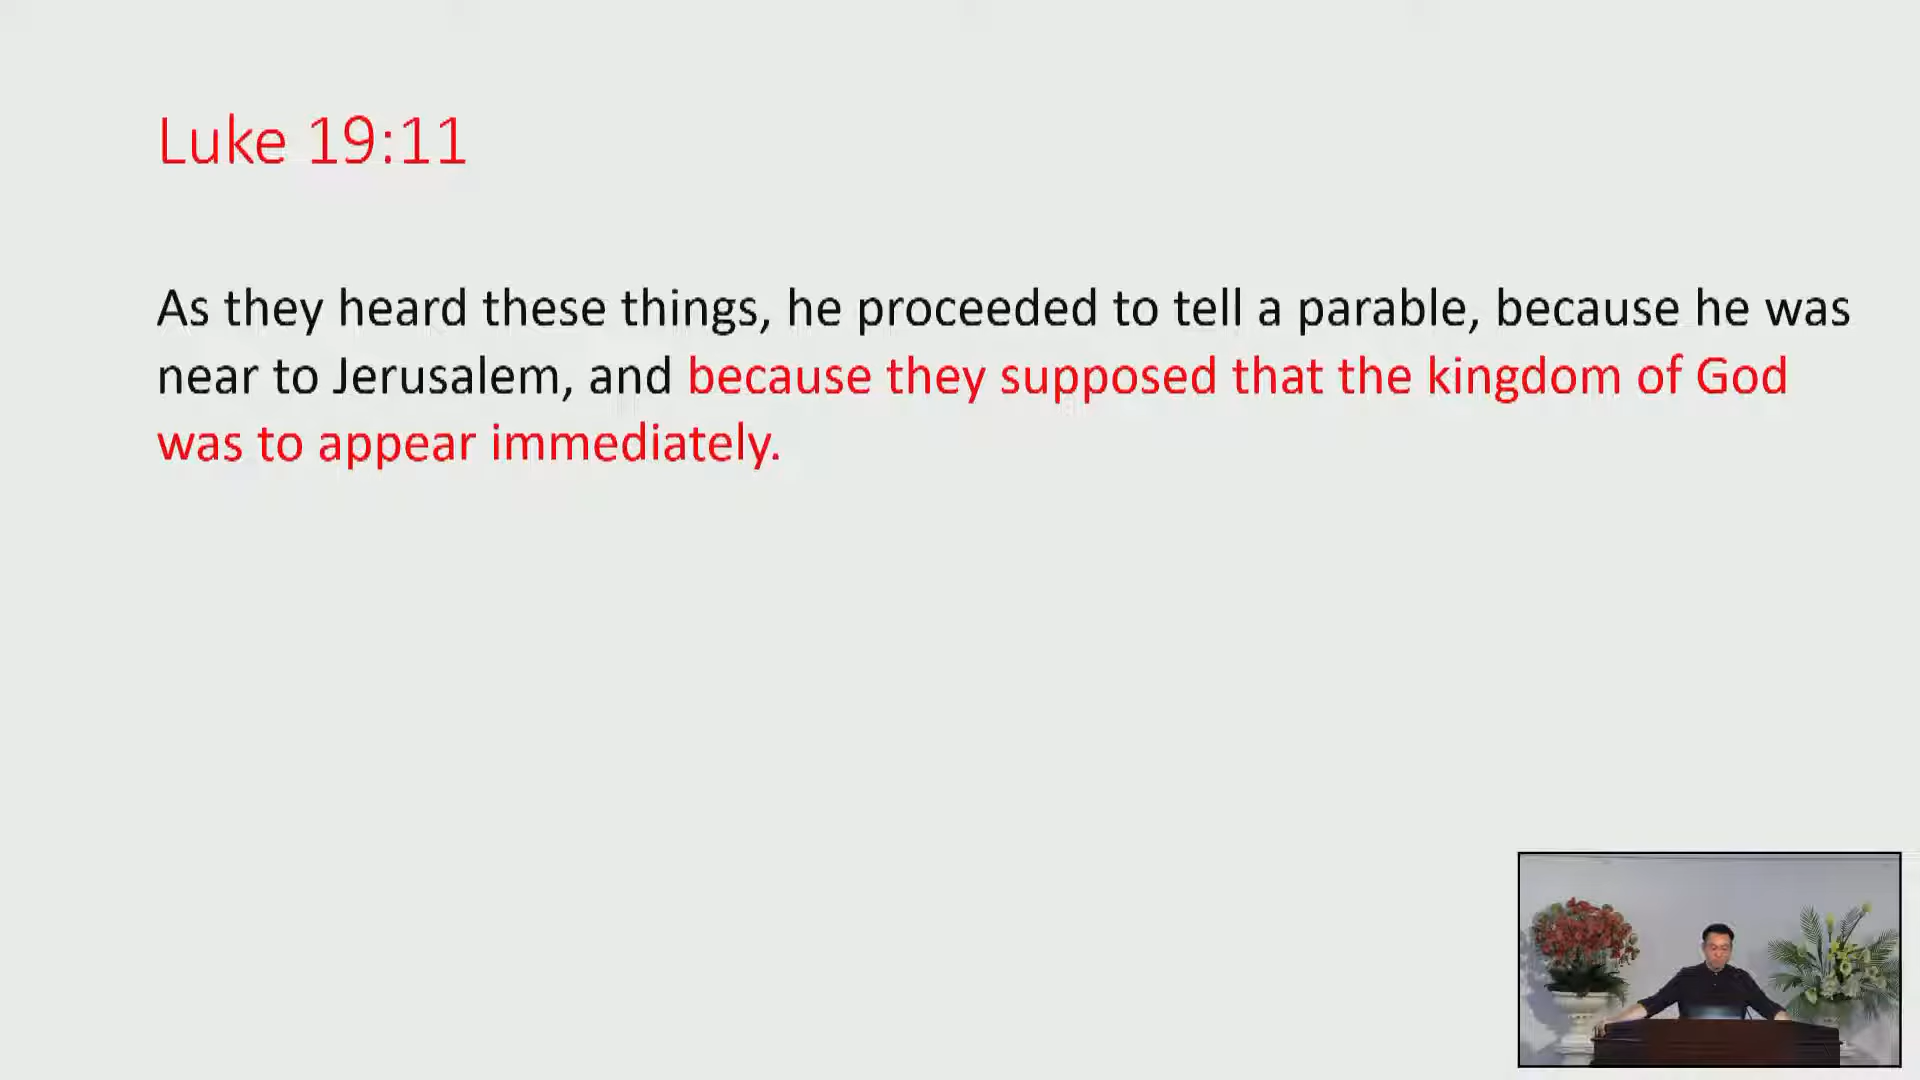 Luke 19:11
As they heard these things, he proceeded to tell a parable, because he was
near to Jerusalem, and because they supposed that the kingdom of God
was to appear immediately.